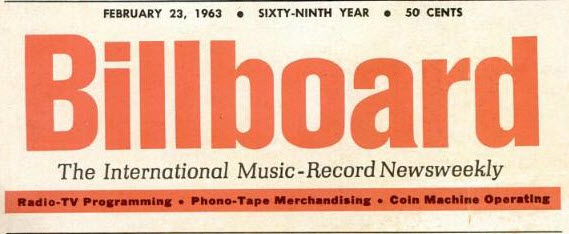 FEBRUARY 23, 1963 • SIXTY-NINTH YEAR • 50 CENTS
Billboard
The International Music-Record Newsweekly
Radio-TV Programming • Phono-Tape Merchandising • Coin Machine Operating